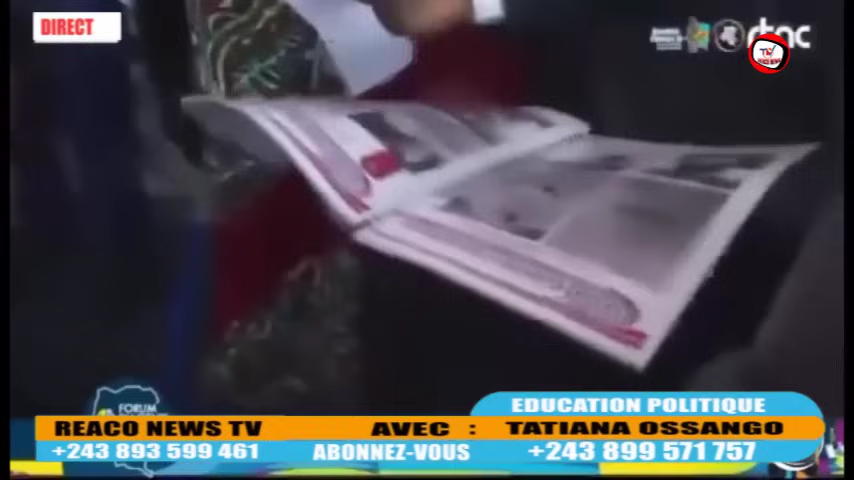 DIRECT
rtnc
EDUCATION POLITIQUE
REACO NEWS TV AVEC : TATIANA OSSANGO
+243 893 599 461 ABONNEZ-VOUS +243 899 571 757
FORUM